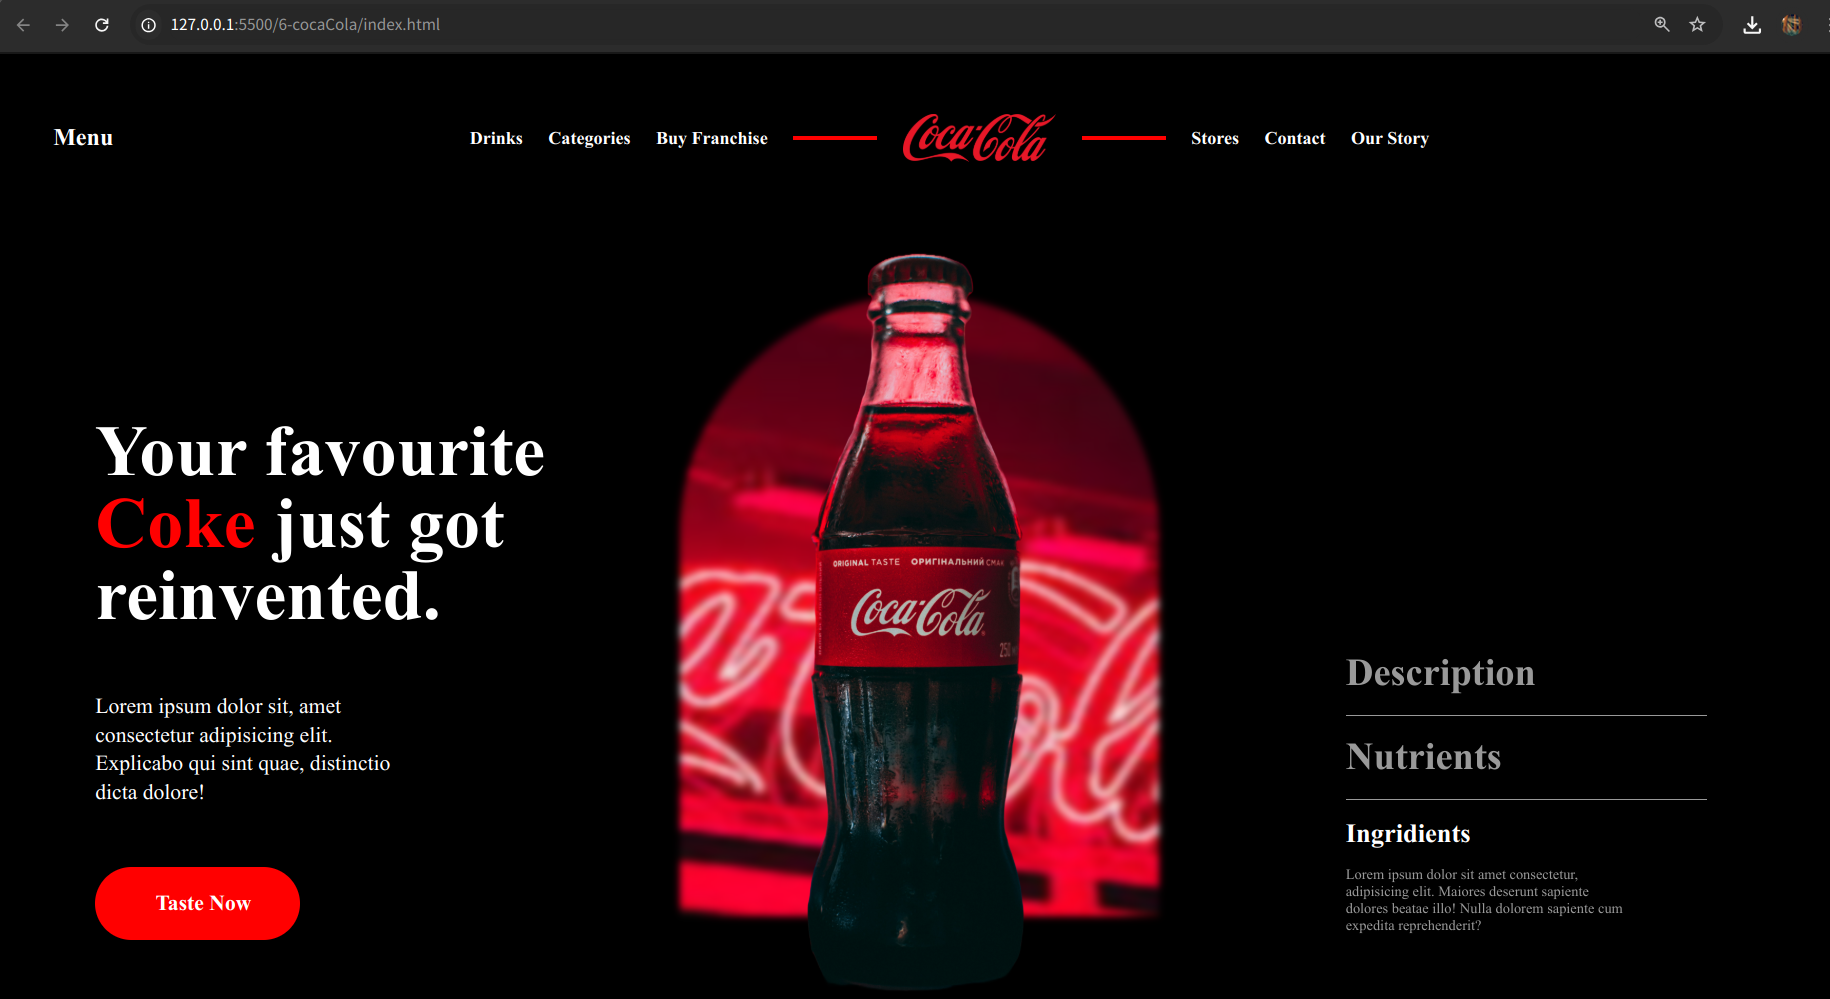 127.0.0.1:5500/6-cocaCola/index.html
Menu
Drinks Categories Buy Franchise Coca-Cola Stores Contact Our Story
Your favourite
Coke just got
reinvented.
Lorem ipsum dolor sit, amet
consectetur adipisicing elit.
Explicabo qui sint quae, distinctio
dicta dolore!
Taste Now
ORIGINAL TASTE ОРИГІНАЛЬНИЙ СМАК
Coca-Cola
250
Description
Nutrients
Ingridients
Lorem ipsum dolor sit amet consectetur,
adipisicing elit. Maiores deserunt sapiente
dolores beatae illo! Nulla dolorem sapiente cum
expedita reprehenderit?